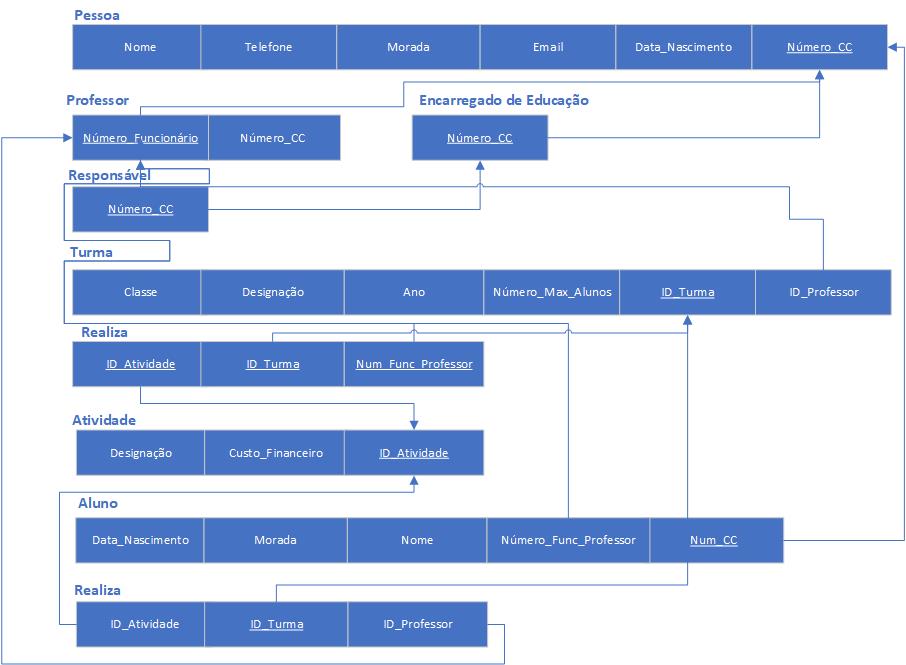 Pessoa
Nome Telefone Morada Email Data_Nascimento Número_CC
Professor Encarregado de Educação
Número_Funcionário Número_CC Número_CC
Responsável
Número_CC
Turma
Classe Designação Ano Número_Max_Alunos ID_Turma ID_Professor
Realiza
ID_Atividade ID_Turma Num_Func_Professor
Atividade
Designação Custo_Financeiro ID_Atividade
Aluno
Data_Nascimento Morada Nome Número_Func_Professor Num_CC
Realiza
ID_Atividade ID_Turma ID_Professor